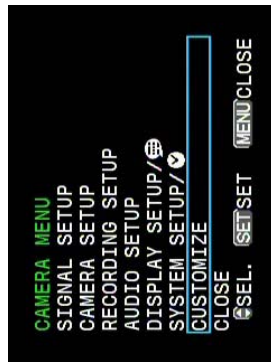 CAMERA MENU
SIGNAL SETUP
CAMERA SETUP
RECORDING SETUP
AUDIO SETUP
DISPLAY SETUP/
SYSTEM SETUP/
CUSTOMIZE
CLOSE
SEL. SET SET MENU CLOSE